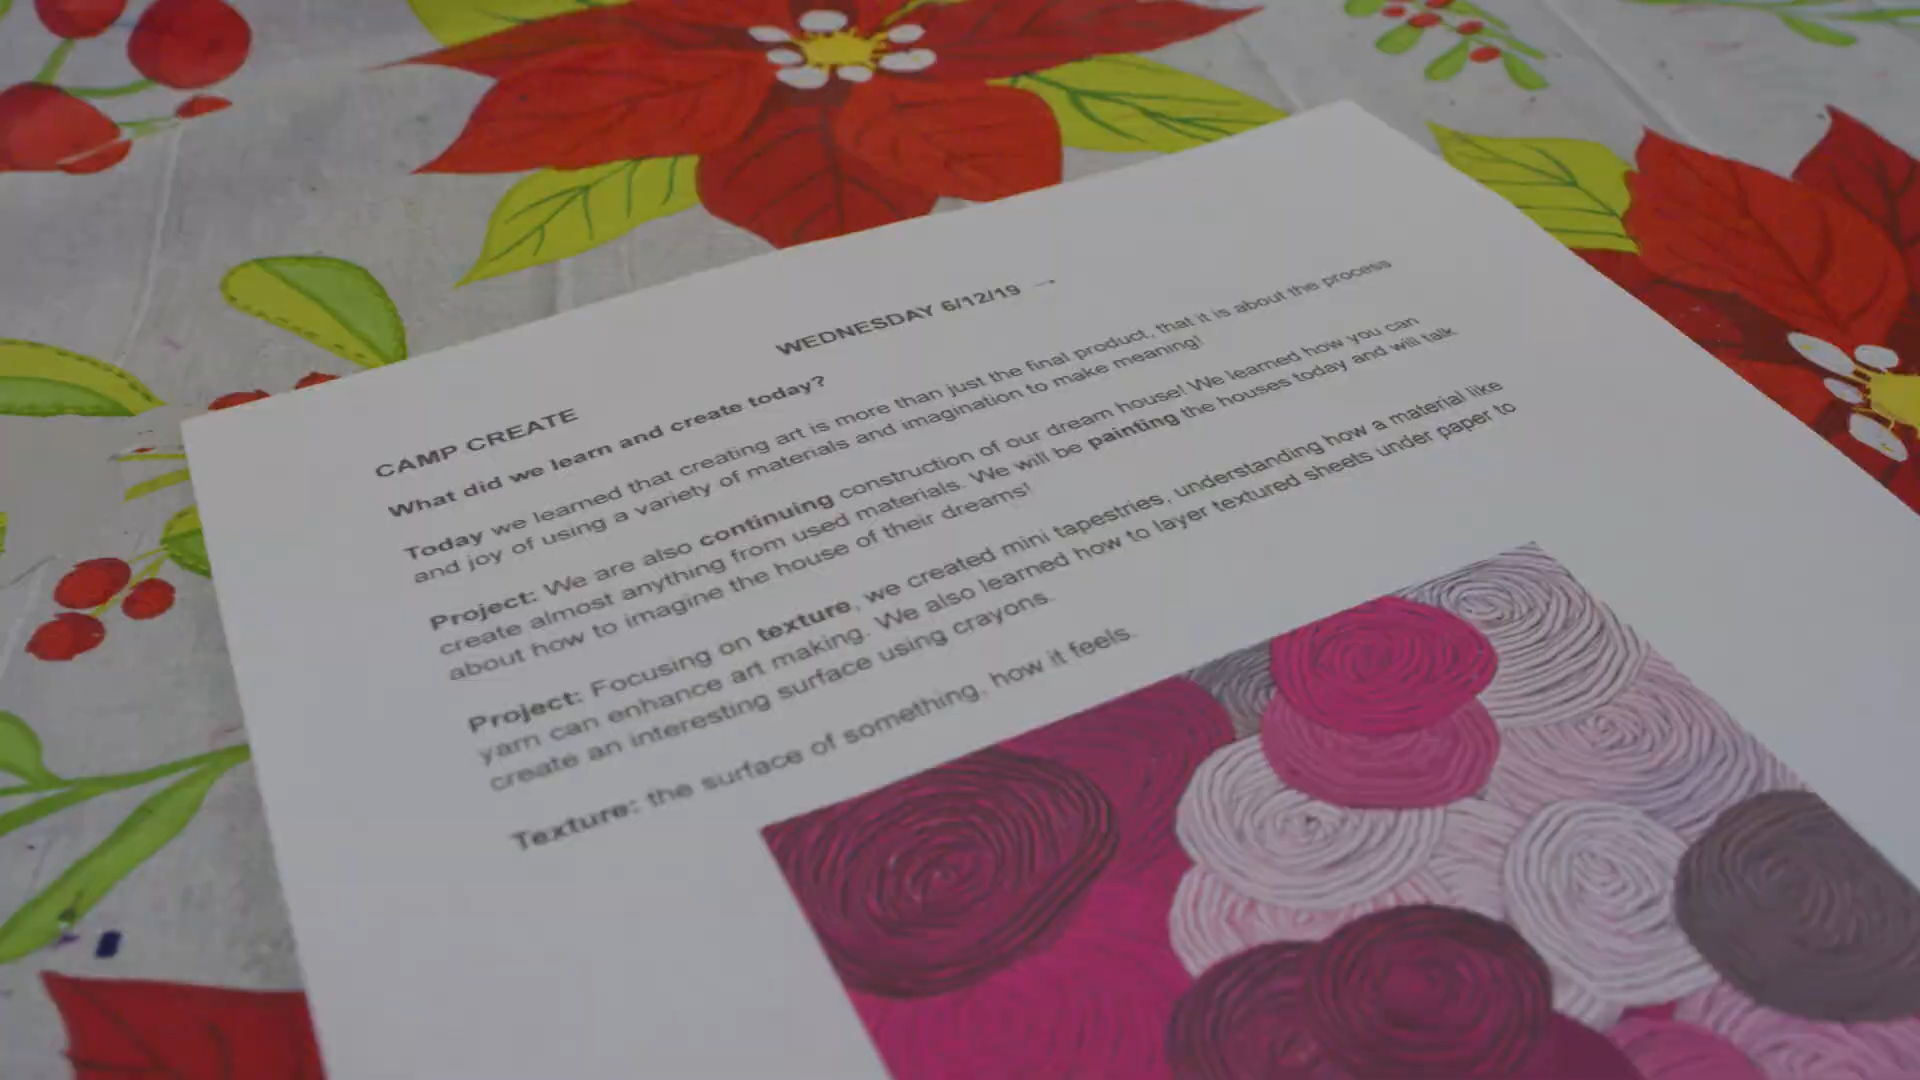 WEDNESDAY 6/12/19 →
CAMP CREATE
What did we learn and create today?
Today we learned that creating art is more than just the final product, that it is about the process
and joy of using a variety of materials and imagination to make meaning!
Project: We are also continuing construction of our dream house! We learned how you can
create almost anything from used materials. We will be painting the houses today and will talk
about how to imagine the house of their dreams!
Project: Focusing on texture, we created mini tapestries, understanding how a material like
yarn can enhance art making. We also learned how to layer textured sheets under paper to
create an interesting surface using crayons.
Texture: the surface of something, how it feels.